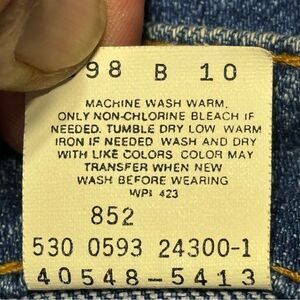 98 B 10
MACHINE WASH WARM.
ONLY NON-CHLORINE BLEACH IF
NEEDED. TUMBLE DRY LOW WARM
IRON IF NEEDED WASH AND DRY
WITH LIKE COLORS COLOR MAY
TRANSFER WHEN NEW
WASH BEFORE WEARING
WPL 423
852
530 0593 24300-1
40548-5413